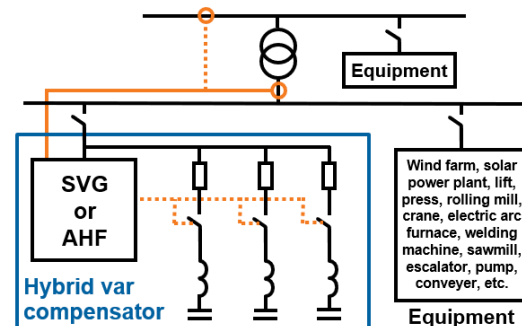 Equipment
SVG
or
AHF
Hybrid var
compensator
Wind farm, solar
power plant, lift,
press, rolling mill,
crane, electric arc
furnace, welding
machine, sawmill,
escalator, pump,
conveyer, etc.
Equipment